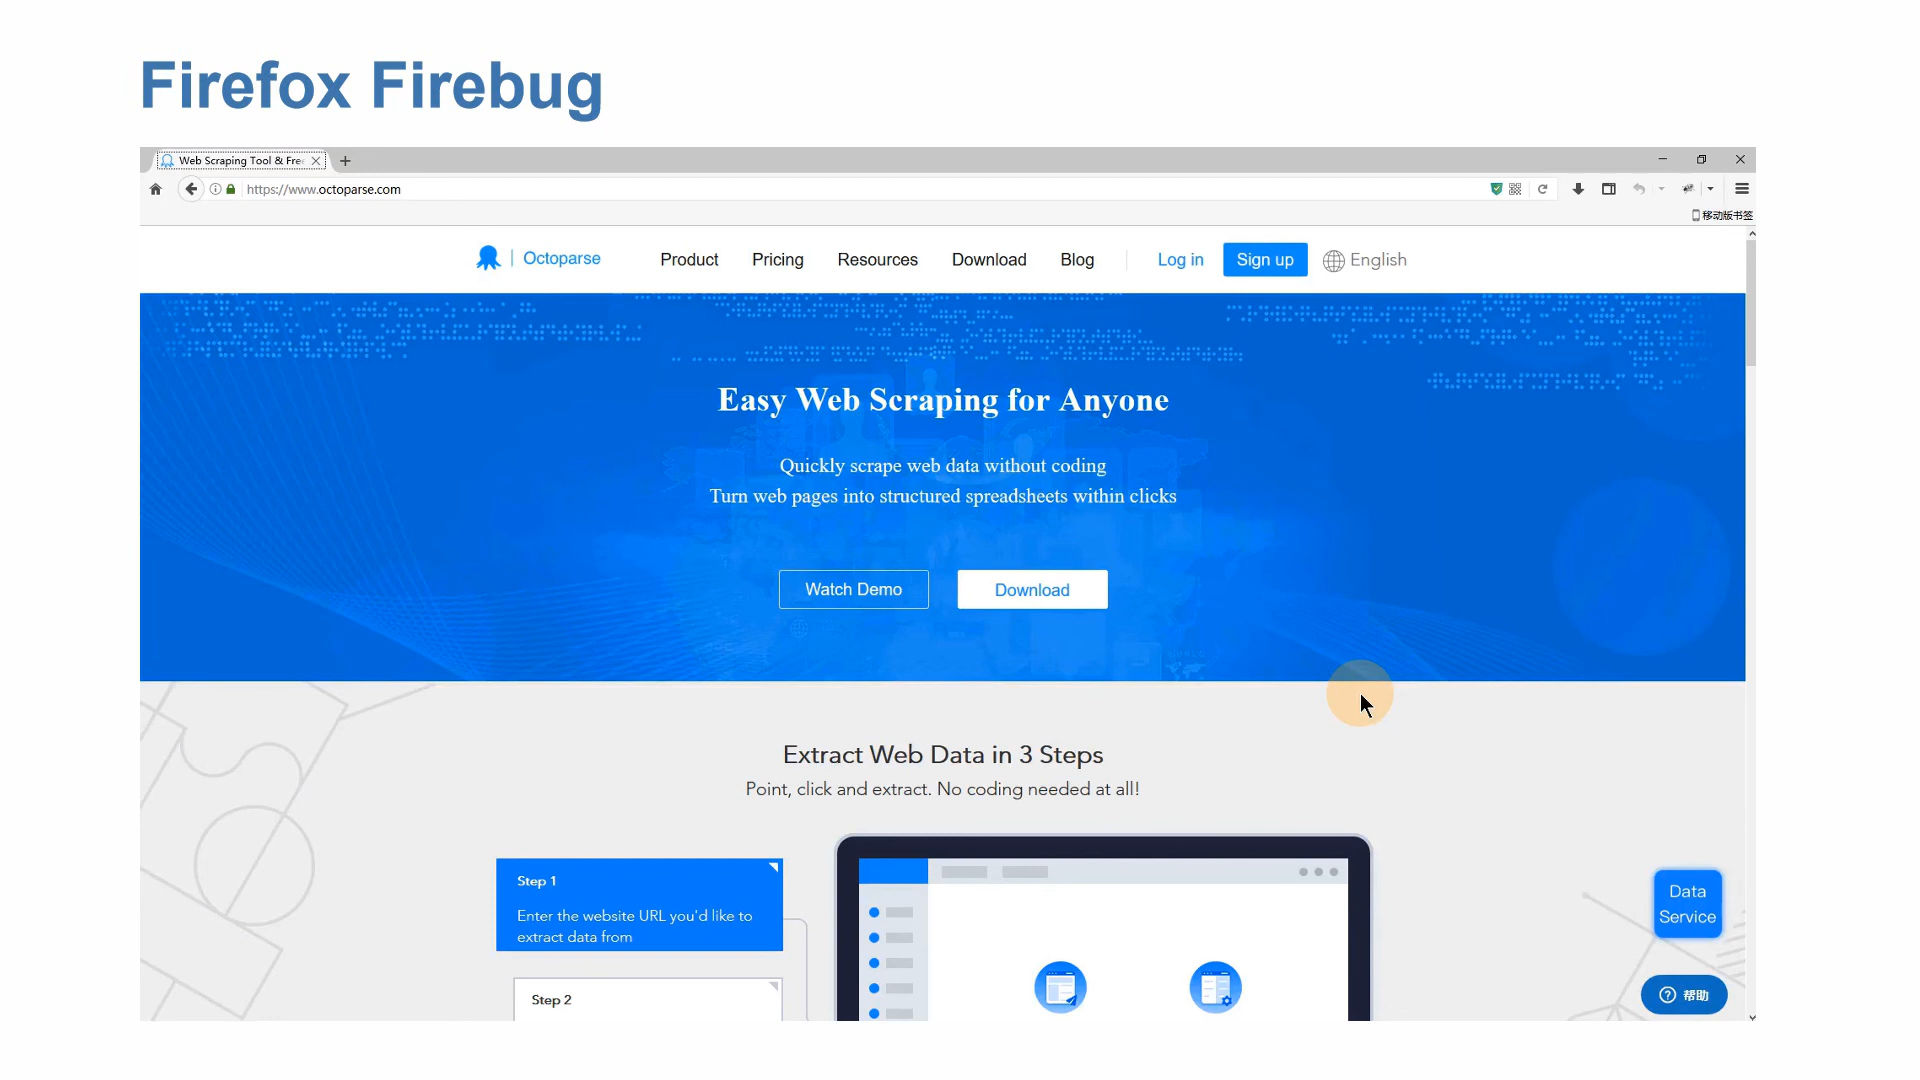 Firefox Firebug
Web Scraping Tool & Free
https://www.octoparse.com
移动版书签
Octoparse
Product
Pricing
Resources
Download
Blog
Log in
Sign up
English
Easy Web Scraping for Anyone
Quickly scrape web data without coding
Turn web pages into structured spreadsheets within clicks
Watch Demo
Download
Extract Web Data in 3 Steps
Point, click and extract. No coding needed at all!
Step 1
Enter the website URL you'd like to
extract data from
Step 2
Data
Service
帮助